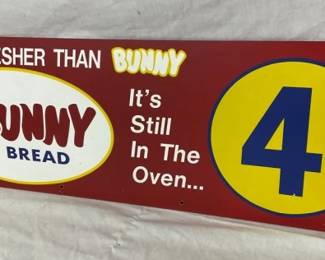 ESHER THAN BUNNY
UNNY
BREAD
It's
Still
In The
Oven...
4